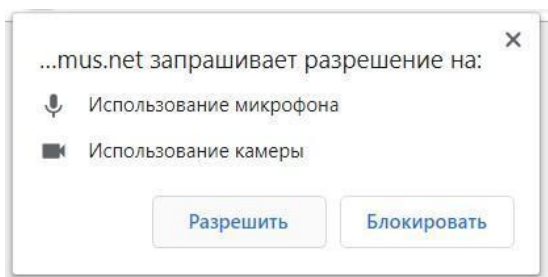 ...mus.net запрашивает разрешение на:
Использование микрофона
Использование камеры
Разрешить
Блокировать